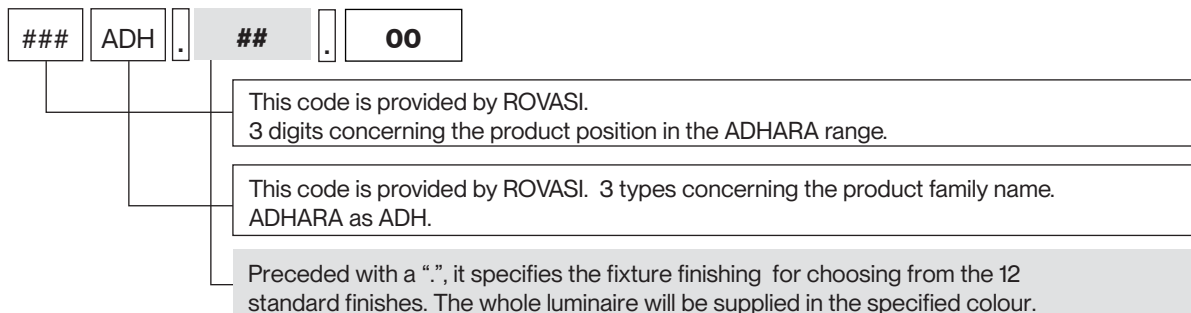 ### ADH . ## . 00
This code is provided by ROVASI.
3 digits concerning the product position in the ADHARA range.
This code is provided by ROVASI. 3 types concerning the product family name.
ADHARA as ADH.
Preceded with a “.”, it specifies the fixture finishing for choosing from the 12
standard finishes. The whole luminaire will be supplied in the specified colour.